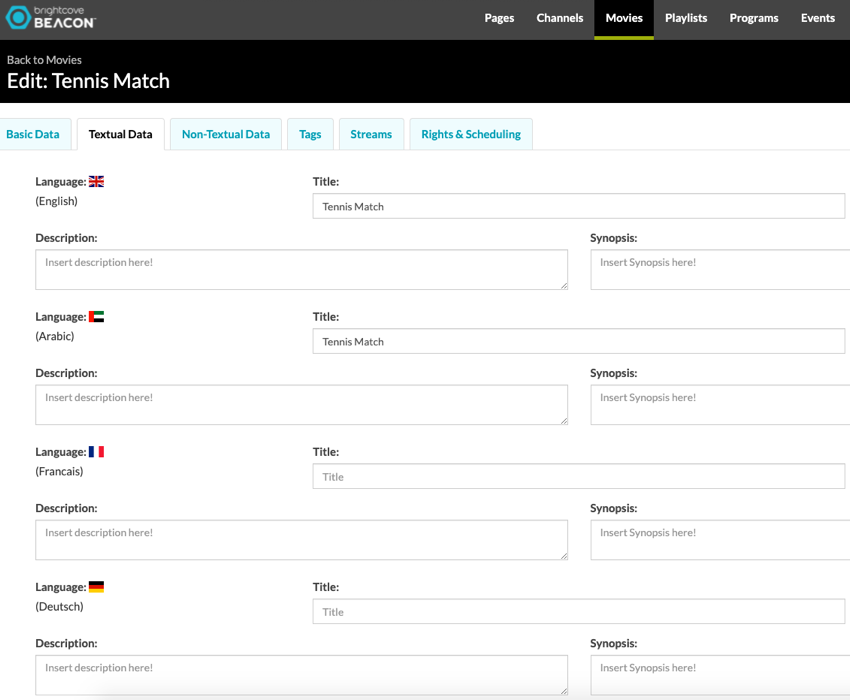 brightcove
BEACON
Pages Channels Movies Playlists Programs Events
Back to Movies
Edit: Tennis Match
Basic Data Textual Data Non-Textual Data Tags Streams Rights & Scheduling
Language: Title:
(English) Tennis Match
Description: Synopsis:
Insert description here! Insert Synopsis here!
Language: Title:
(Arabic) Tennis Match
Description: Synopsis:
Insert description here! Insert Synopsis here!
Language: Title:
(Francais) Title
Description: Synopsis:
Insert description here! Insert Synopsis here!
Language: Title:
(Deutsch) Title
Description: Synopsis:
Insert description here! Insert Synopsis here!